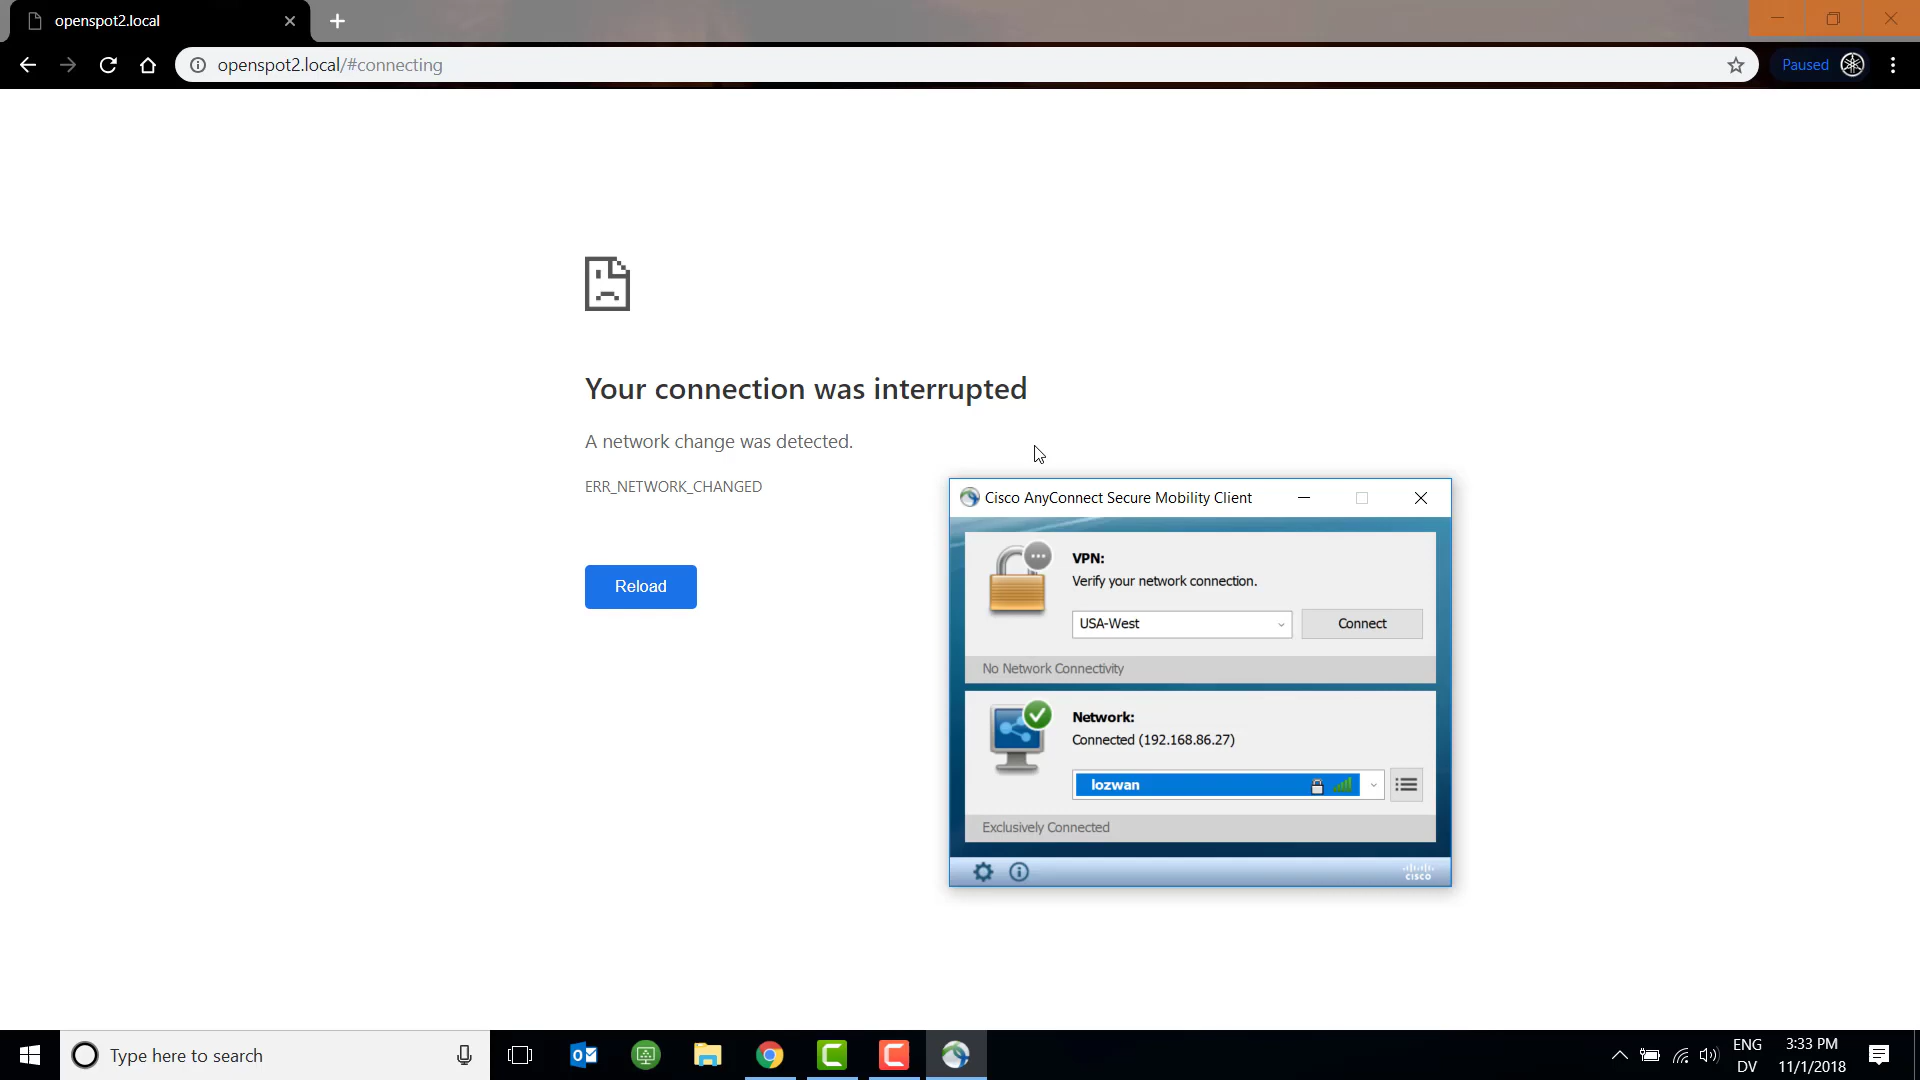 openspot2.local
openspot2.local/#connecting
Paused
Your connection was interrupted
A network change was detected.
ERR_NETWORK_CHANGED
Reload
Cisco AnyConnect Secure Mobility Client
VPN:
Verify your network connection.
USA-West
Connect
No Network Connectivity
Network:
Connected (192.168.86.27)
lozwan
Exclusively Connected
CISCO
Type here to search
ENG
DV
3:33 PM
11/1/2018